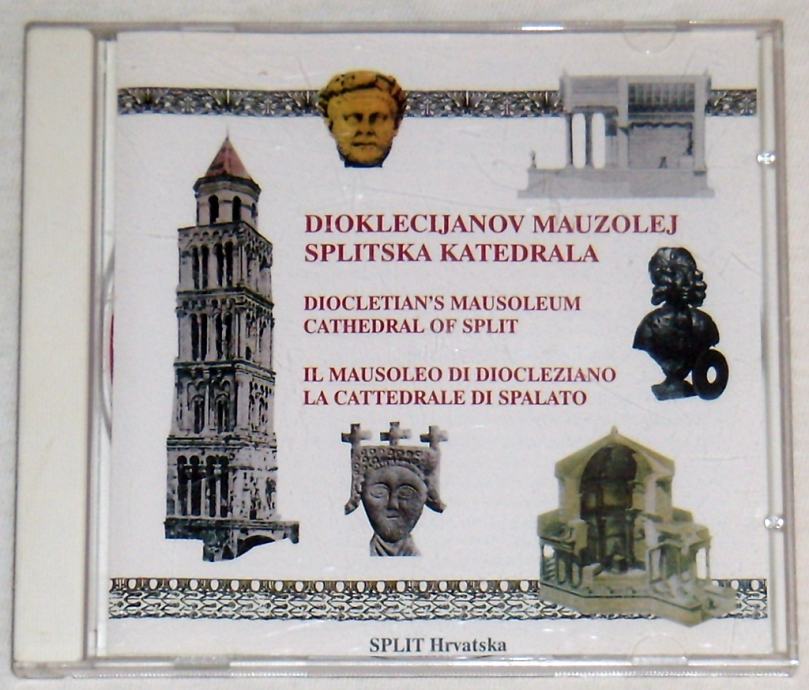 DIOKLECIJANOV MAUZOLEJ
SPLITSKA KATEDRALA
DIOCLETIAN'S MAUSOLEUM
CATHEDRAL OF SPLIT
IL MAUSOLEO DI DIOCLEZIANO
LA CATTEDRALE DI SPALATO
SPLIT Hrvatska